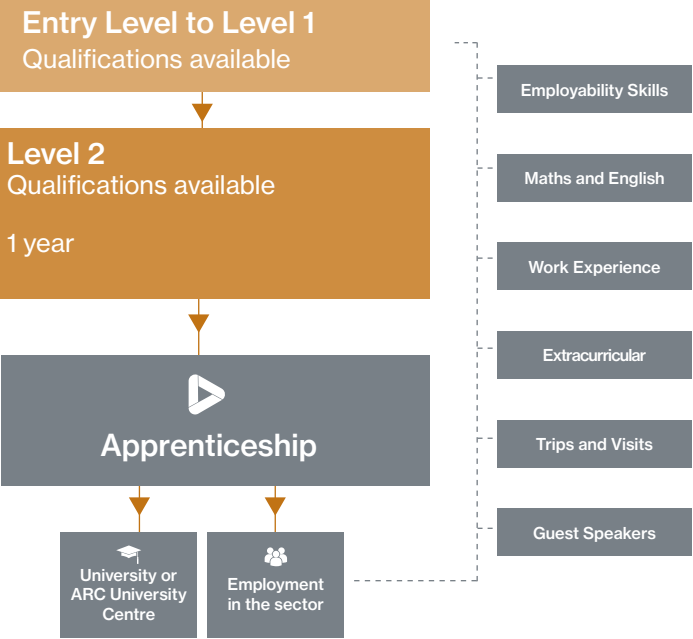 Entry Level to Level 1
Qualifications available
Level 2
Qualifications available
1 year
Apprenticeship
University or
ARC University
Centre
Employment
in the sector
Employability Skills
Maths and English
Work Experience
Extracurricular
Trips and Visits
Guest Speakers